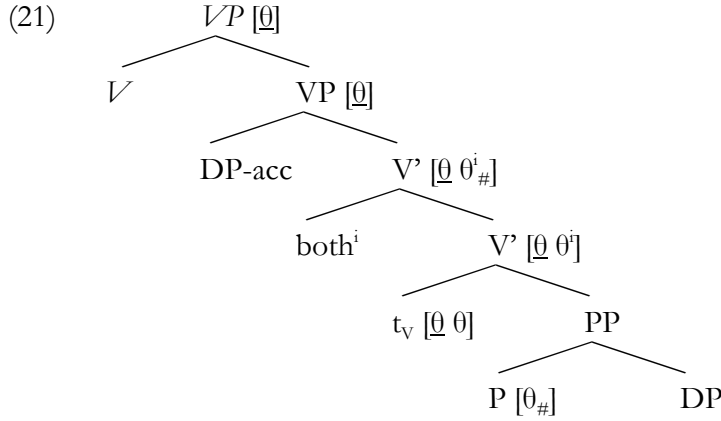 (21) VP [θ]
V VP [θ]
DP-acc V’ [θ θⁱ#]
bothⁱ V’ [θ θⁱ]
tV [θ θ] PP
P [θ#] DP